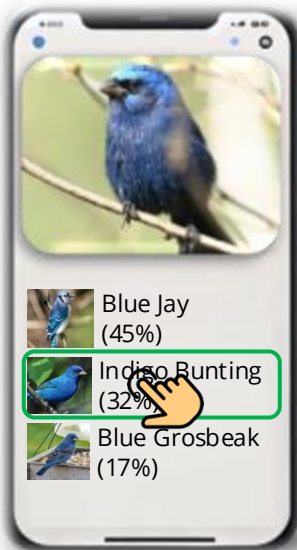 Blue Jay
(45%)
Indigo Bunting
(32%)
Blue Grosbeak
(17%)